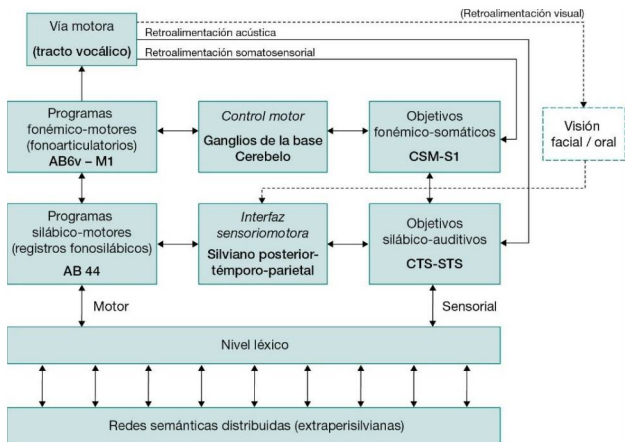 (Retroalimentación visual)
Vía motora
(tracto vocálico)
Retroalimentación acústica
Retroalimentación somatosensorial
Programas
fonémico-motores
(fonoarticulatorios)
AB6v – M1
Control motor
Ganglios de la base
Cerebelo
Objetivos
fonémico-somáticos
CSM-S1
Visión
facial / oral
Programas
silábico-motores
(registros fonosilábicos)
AB 44
Interfaz
sensoriomotora
Silviano posterior-
témporo-parietal
Objetivos
silábico-auditivos
CTS-STS
Motor
Sensorial
Nivel léxico
Redes semánticas distribuidas (extraperisilvianas)